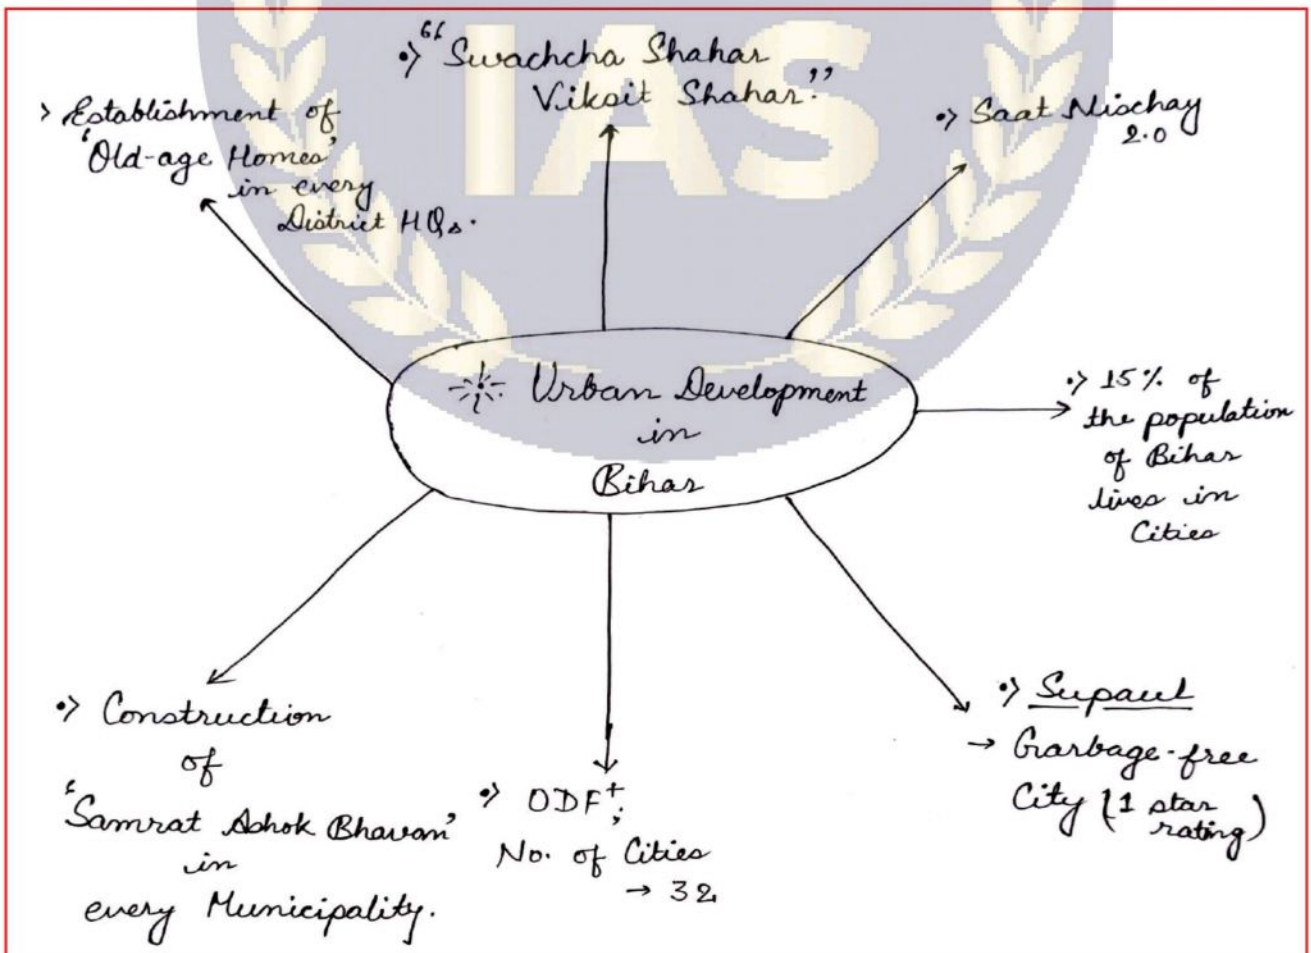 IAS
•> "Swachcha Shahar
Viksit Shahar."
> Establishment of
'Old-age Homes'
in every
District HQs.
•> Saat Nischay
2.0
Urban Development
in
Bihar
•> 15% of
the population
of Bihar
lives in
Cities
•> Construction
of
'Samrat Ashok Bhavan'
in
every Municipality.
•> ODF+;
No. of Cities
→ 32
•> Supaul
→ Garbage-free
City (1 star
rating)